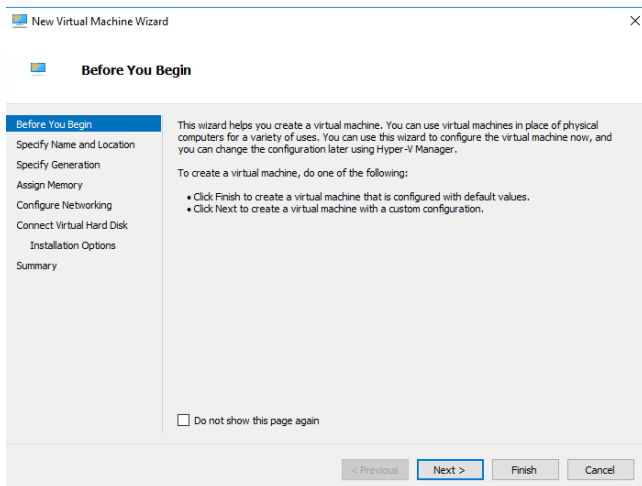 New Virtual Machine Wizard
Before You Begin
Before You Begin
Specify Name and Location
Specify Generation
Assign Memory
Configure Networking
Connect Virtual Hard Disk
Installation Options
Summary
This wizard helps you create a virtual machine. You can use virtual machines in place of physical
computers for a variety of uses. You can use this wizard to configure the virtual machine now, and
you can change the configuration later using Hyper-V Manager.
To create a virtual machine, do one of the following:
• Click Finish to create a virtual machine that is configured with default values.
• Click Next to create a virtual machine with a custom configuration.
Do not show this page again
< Previous Next > Finish Cancel